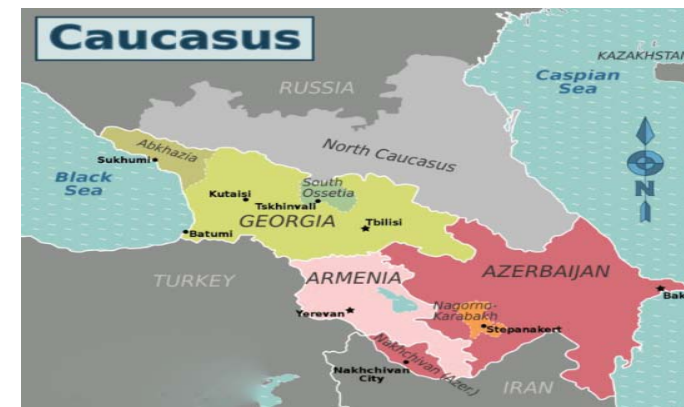 Caucasus
KAZAKHSTAN
RUSSIA
Caspian
Sea
Abkhazia
North Caucasus
Sukhumi
Black
Sea
Kutaisi
South
Ossetia
Tskhinvali
Tbilisi
GEORGIA
N
Batumi
TURKEY
ARMENIA
AZERBAIJAN
Bak
Nagorno-
Karabakh
Yerevan
Stepanakert
Nakhchivan (Azer.)
Nakhchivan
City
IRAN